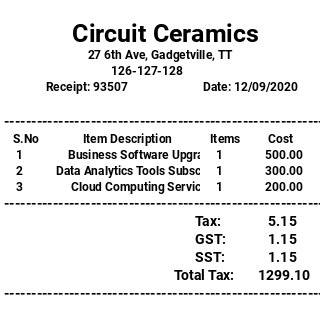 Circuit Ceramics
27 6th Ave, Gadgetville, TT
126-127-128
Receipt: 93507 Date: 12/09/2020
S.No Item Description Items Cost
1 Business Software Upgra 1 500.00
2 Data Analytics Tools Subsc 1 300.00
3 Cloud Computing Servic 1 200.00
Tax: 5.15
GST: 1.15
SST: 1.15
Total Tax: 1299.10